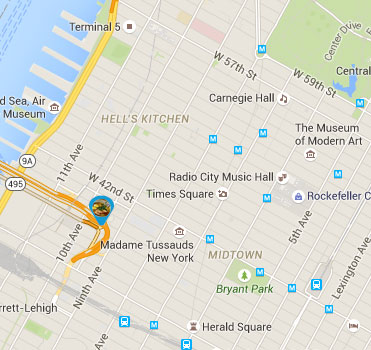 Terminal 5
W 57th St
W 59th St
Center Drive
Central
Carnegie Hall
d Sea, Air
Museum
HELL'S KITCHEN
The Museum
of Modern Art
9A
11th Ave
495
W 42nd St
Radio City Music Hall
Times Square
Rockefeller C
10th Ave
Madame Tussauds
New York
MIDTOWN
5th Ave
Lexington Ave
Ninth Ave
Bryant Park
rrett-Lehigh
Herald Square